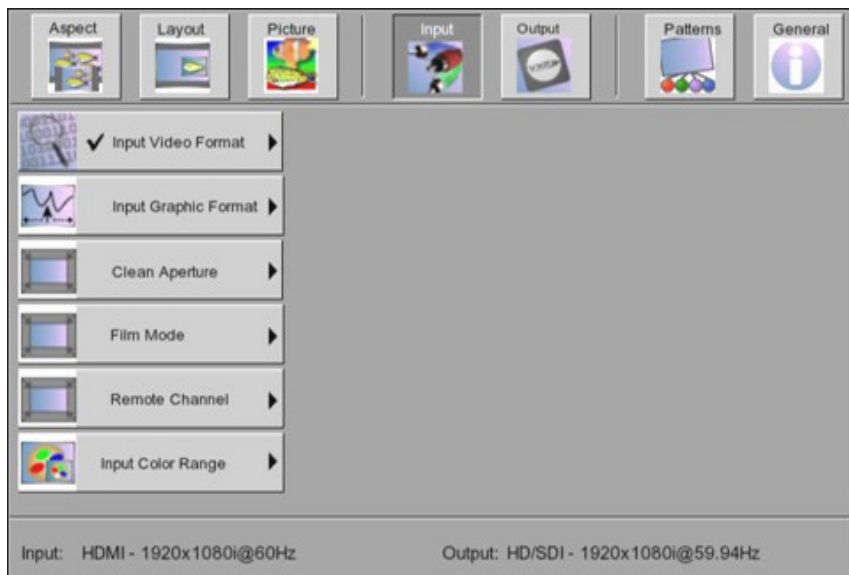 Aspect
Layout
Picture
Input
Output
Patterns
General
Input Video Format
Input Graphic Format
Clean Aperture
Film Mode
Remote Channel
Input Color Range
Input: HDMI - 1920x1080i@60Hz
Output: HD/SDI - 1920x1080i@59.94Hz